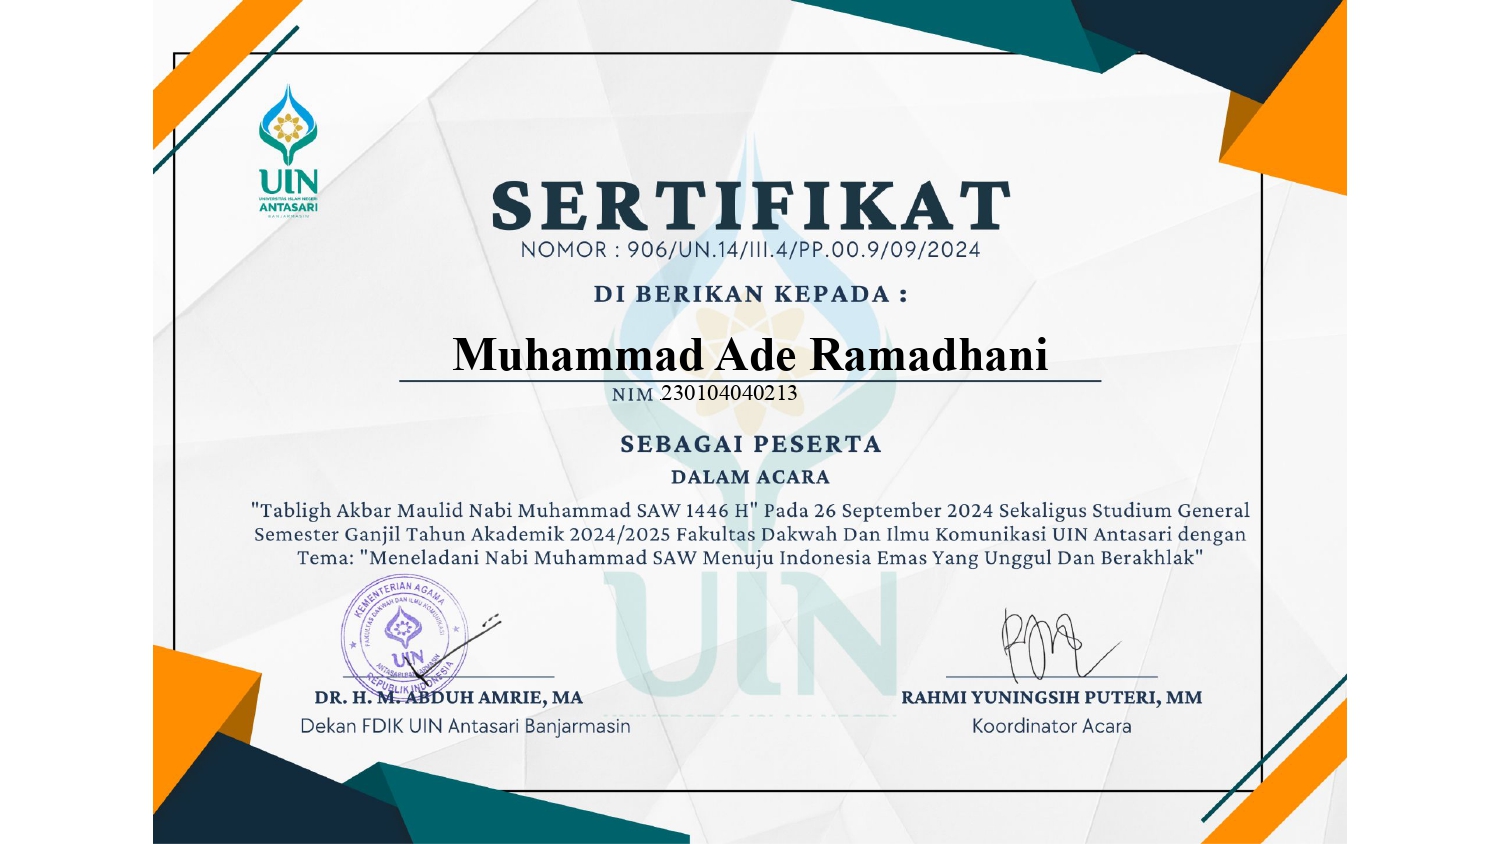 UIN
UNIVERSITAS ISLAM NEGERI
ANTASARI
BANJARMASIN
SERTIFIKAT
NOMOR : 906/UN.14/III.4/PP.00.9/09/2024
DI BERIKAN KEPADA :
Muhammad Ade Ramadhani
NIM 230104040213
SEBAGAI PESERTA
DALAM ACARA
"Tabligh Akbar Maulid Nabi Muhammad SAW 1446 H" Pada 26 September 2024 Sekaligus Studium General
Semester Ganjil Tahun Akademik 2024/2025 Fakultas Dakwah Dan Ilmu Komunikasi UIN Antasari dengan
Tema: "Meneladani Nabi Muhammad SAW Menuju Indonesia Emas Yang Unggul Dan Berakhlak"
UIN
KEMENTERIAN AGAMA
FAKULTAS DAKWAH DAN ILMU KOMUNIKASI
UIN
REPUBLIK INDONESIA
DR. H. M. ABDUH AMRIE, MA
Dekan FDIK UIN Antasari Banjarmasin
RAHMI YUNINGSIH PUTERI, MM
Koordinator Acara